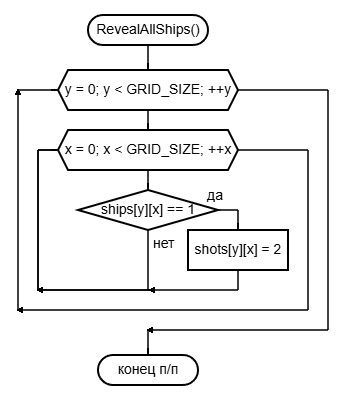 RevealAllShips()
y = 0; y < GRID_SIZE; ++y
x = 0; x < GRID_SIZE; ++x
да
ships[y][x] == 1
нет
shots[y][x] = 2
конец п/п